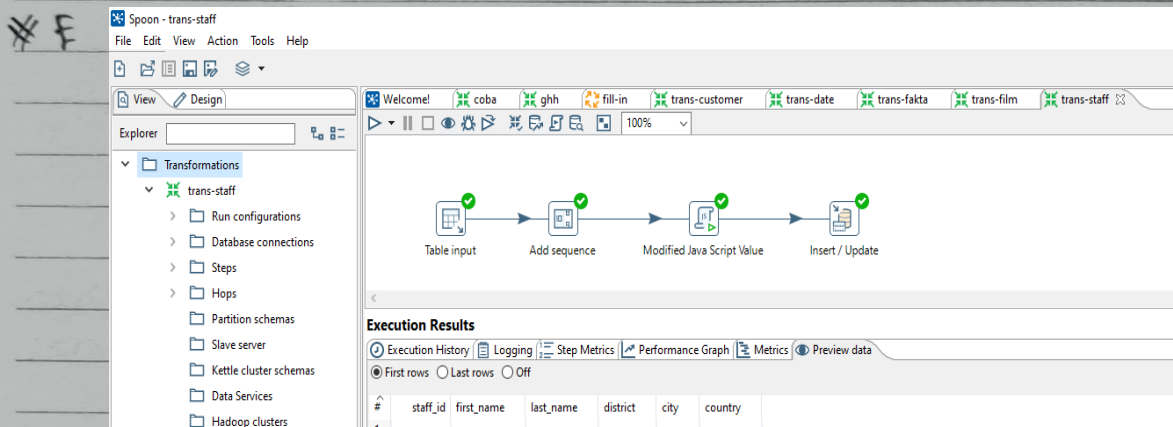 # E
Spoon - trans-staff
File Edit View Action Tools Help
View Design
Welcome! coba ghh fill-in trans-customer trans-date trans-fakta trans-film trans-staff
100%
Explorer
Transformations
trans-staff
Run configurations
Database connections
Steps
Hops
Partition schemas
Slave server
Kettle cluster schemas
Data Services
Hadoop clusters
Table input Add sequence Modified Java Script Value Insert / Update
Execution Results
Execution History Logging Step Metrics Performance Graph Metrics Preview data
First rows Last rows Off
# staff_id first_name last_name district city country